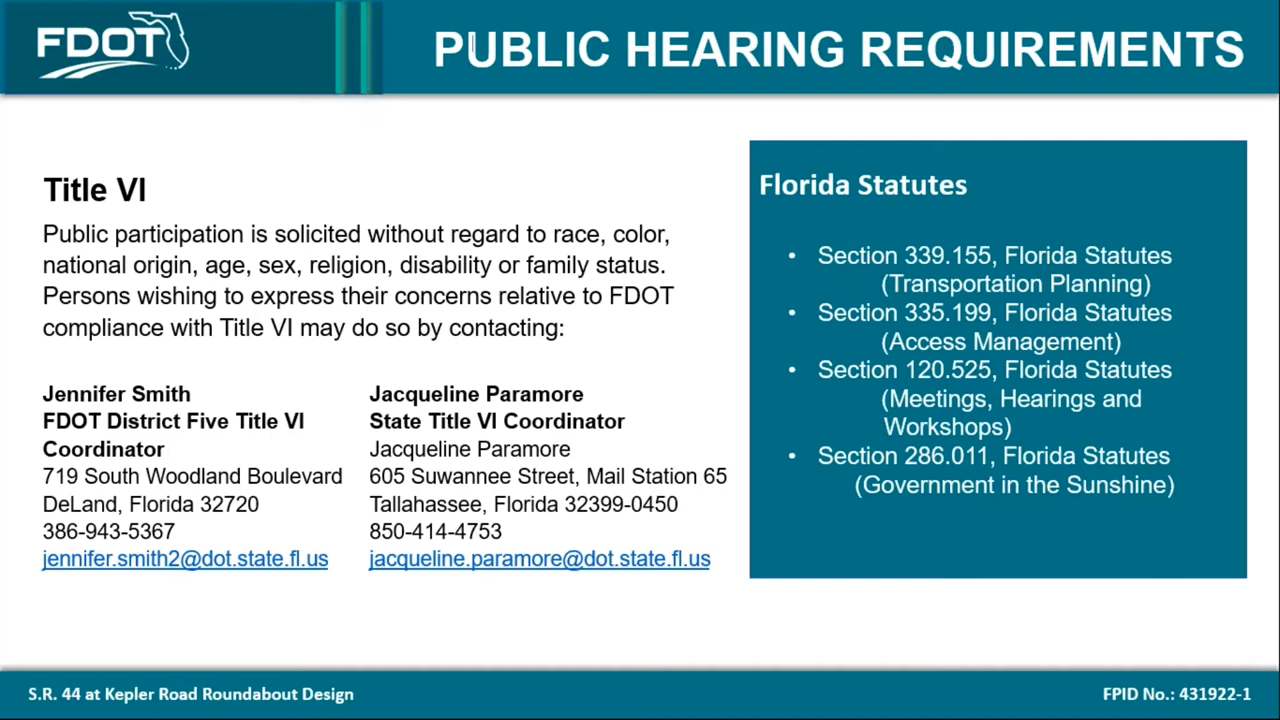 FDOT
PUBLIC HEARING REQUIREMENTS
Title VI
Public participation is solicited without regard to race, color,
national origin, age, sex, religion, disability or family status.
Persons wishing to express their concerns relative to FDOT
compliance with Title VI may do so by contacting:
Jennifer Smith
FDOT District Five Title VI
Coordinator
719 South Woodland Boulevard
DeLand, Florida 32720
386-943-5367
jennifer.smith2@dot.state.fl.us
Jacqueline Paramore
State Title VI Coordinator
Jacqueline Paramore
605 Suwannee Street, Mail Station 65
Tallahassee, Florida 32399-0450
850-414-4753
jacqueline.paramore@dot.state.fl.us
Florida Statutes
• Section 339.155, Florida Statutes
(Transportation Planning)
• Section 335.199, Florida Statutes
(Access Management)
• Section 120.525, Florida Statutes
(Meetings, Hearings and
Workshops)
• Section 286.011, Florida Statutes
(Government in the Sunshine)
S.R. 44 at Kepler Road Roundabout Design
FPID No.: 431922-1